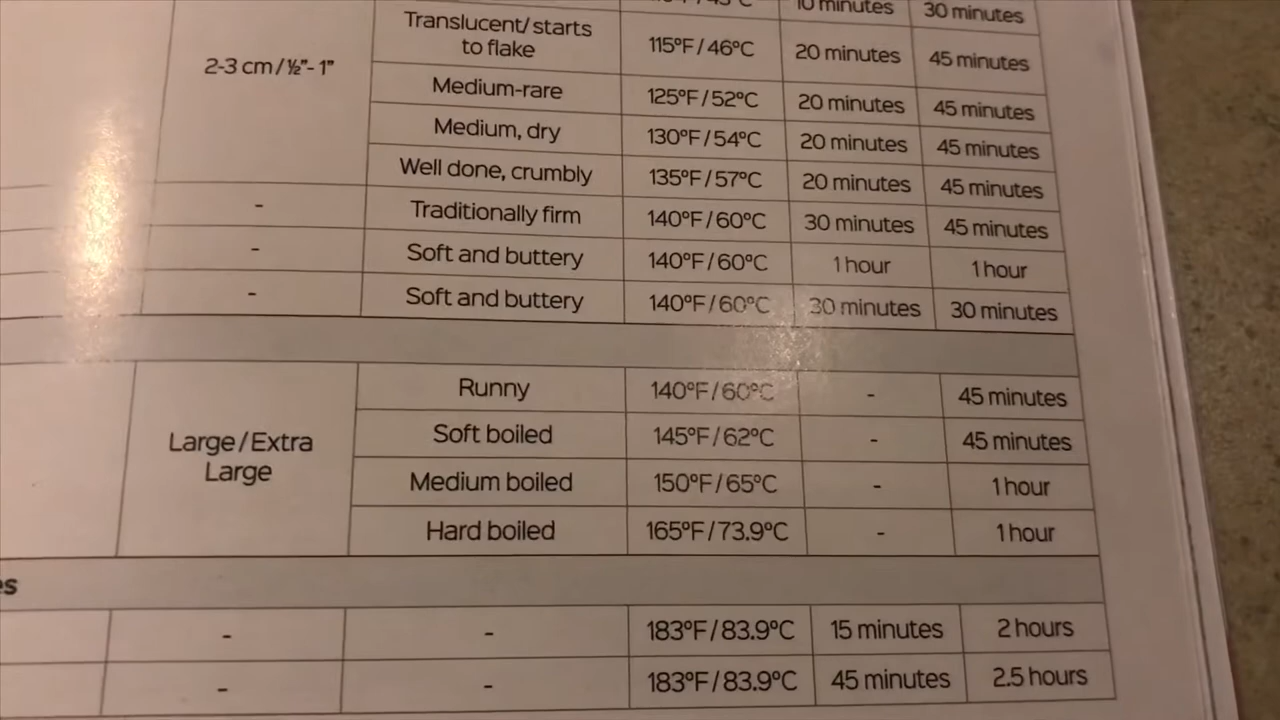 10 minutes 30 minutes
Translucent/ starts to flake 115°F/46°C 20 minutes 45 minutes
2-3 cm/½"- 1"
Medium-rare 125°F/52°C 20 minutes 45 minutes
Medium, dry 130°F/54°C 20 minutes 45 minutes
Well done, crumbly 135°F/57°C 20 minutes 45 minutes
- Traditionally firm 140°F/60°C 30 minutes 45 minutes
- Soft and buttery 140°F/60°C 1 hour 1 hour
- Soft and buttery 140°F/60°C 30 minutes 30 minutes
Runny 140°F/60°C - 45 minutes
Large/Extra Large
Soft boiled 145°F/62°C - 45 minutes
Medium boiled 150°F/65°C - 1 hour
Hard boiled 165°F/73.9°C - 1 hour
- - 183°F/83.9°C 15 minutes 2 hours
- - 183°F/83.9°C 45 minutes 2.5 hours